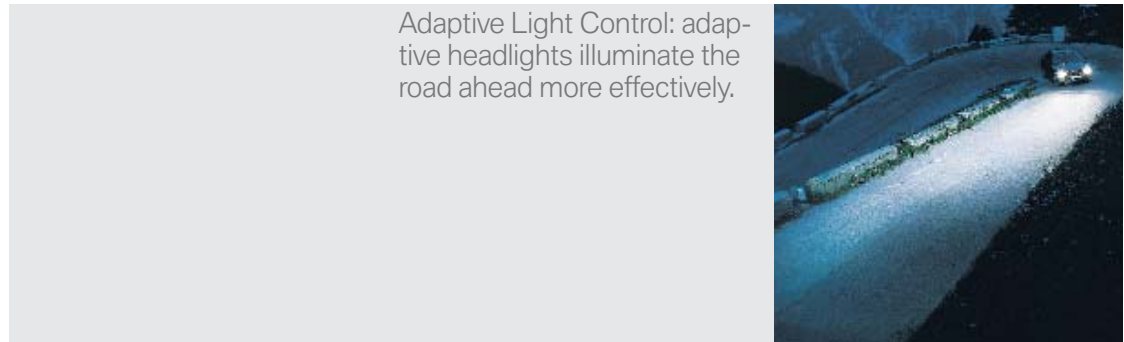 Adaptive Light Control: adap-
tive headlights illuminate the
road ahead more effectively.